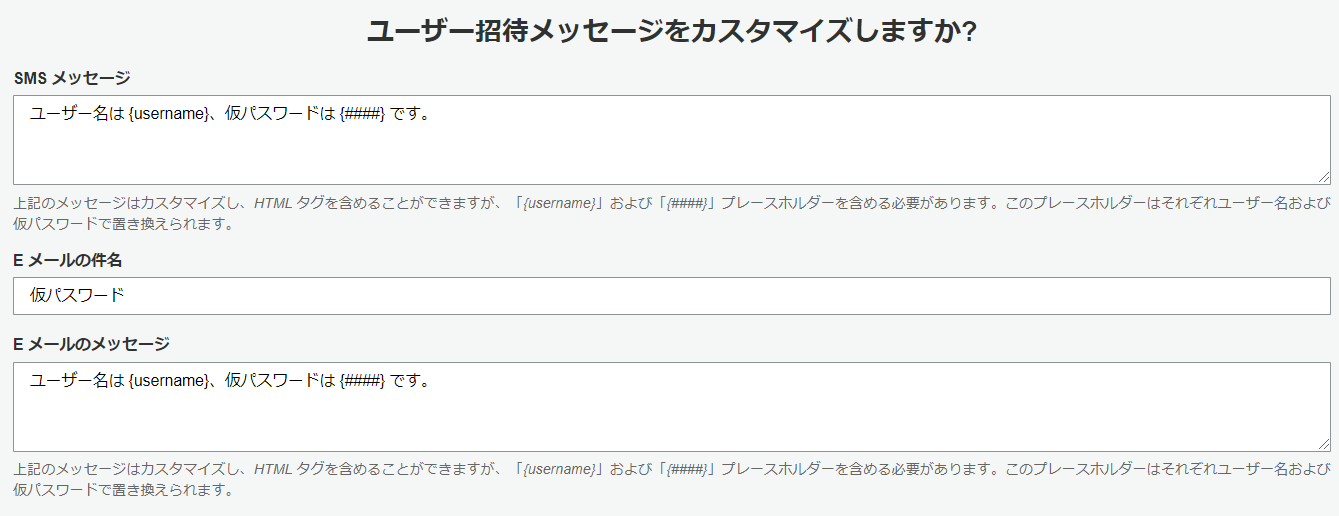 ユーザー招待メッセージをカスタマイズしますか?
SMS メッセージ
ユーザー名は {username}、仮パスワードは {####} です。
上記のメッセージはカスタマイズし、HTML タグを含めることができますが、「{username}」および「{####}」プレースホルダーを含める必要があります。このプレースホルダーはそれぞれユーザー名および
仮パスワードで置き換えられます。
E メールの件名
仮パスワード
E メールのメッセージ
ユーザー名は {username}、仮パスワードは {####} です。
上記のメッセージはカスタマイズし、HTML タグを含めることができますが、「{username}」および「{####}」プレースホルダーを含める必要があります。このプレースホルダーはそれぞれユーザー名および
仮パスワードで置き換えられます。